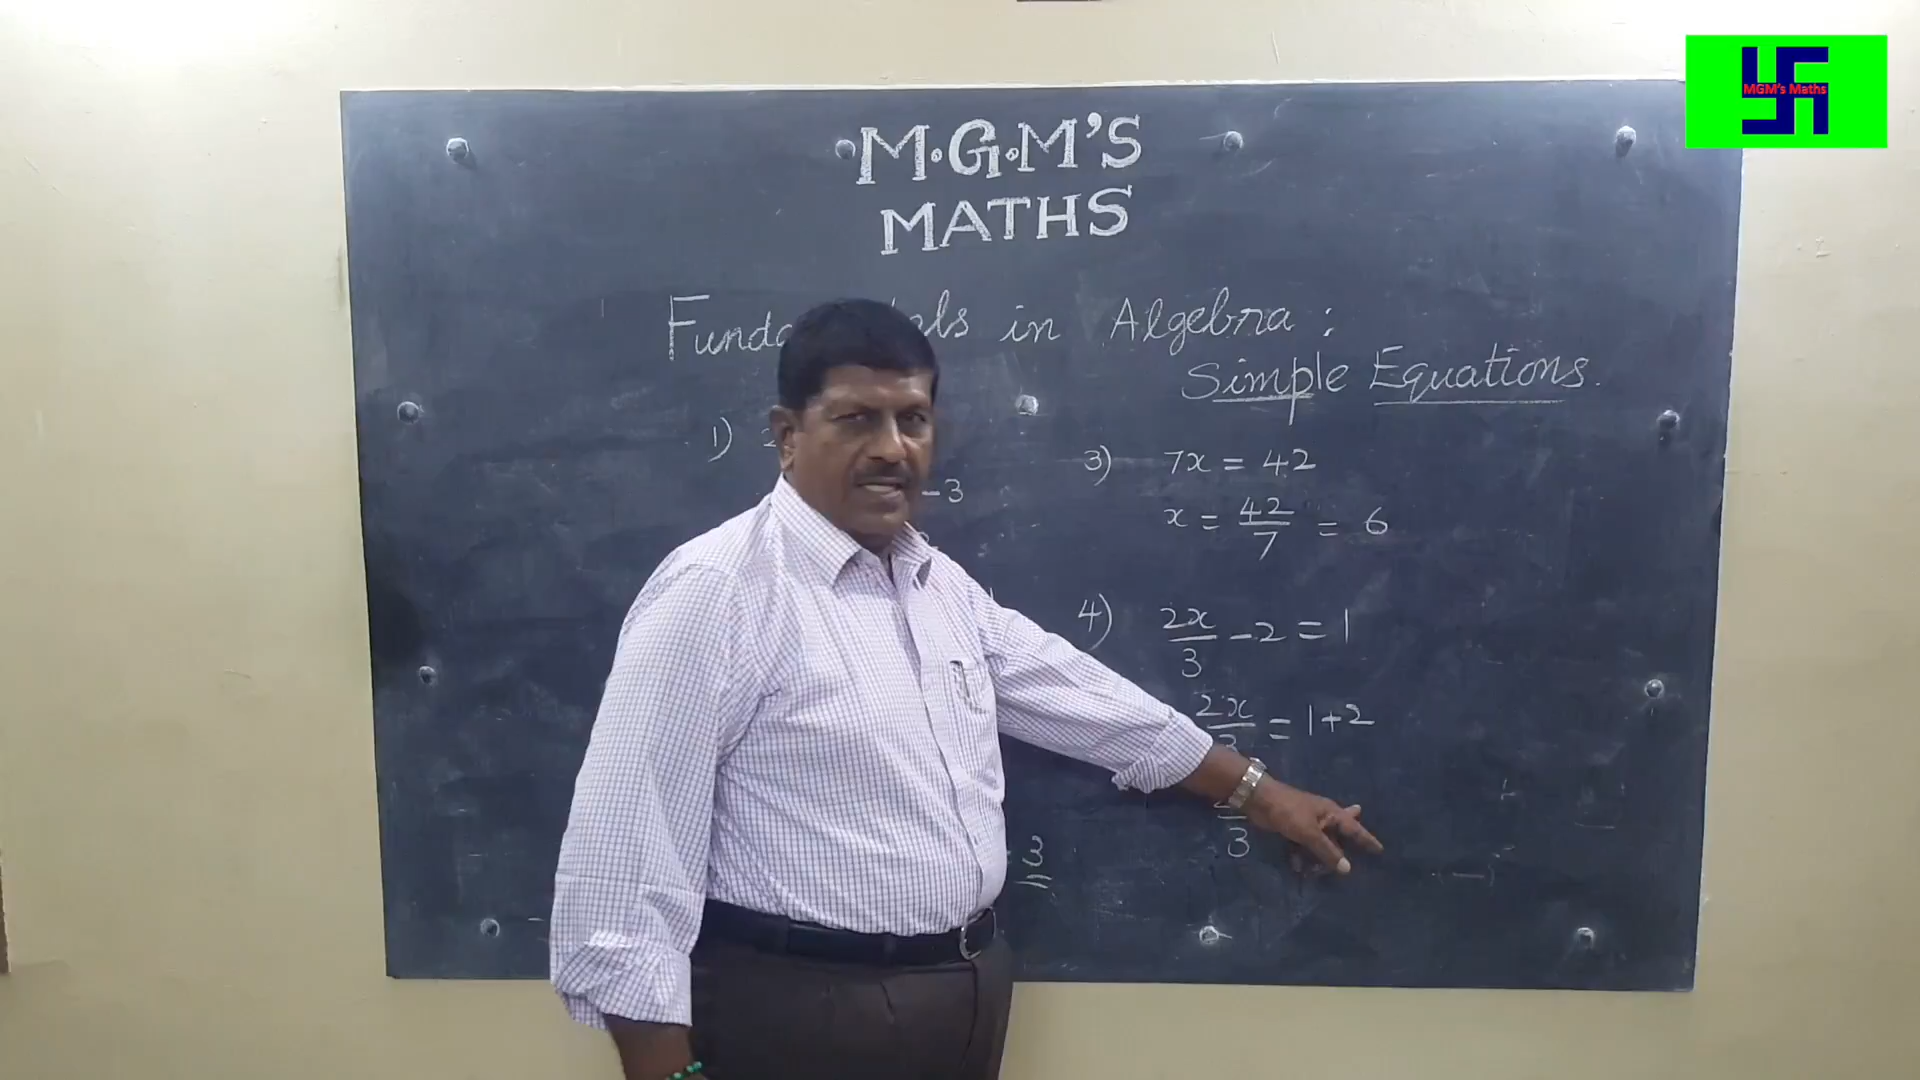 MGM's Maths
M.G.M'S
MATHS
in Algebra :
Simple Equations.
1) 2
-3
3) 7x = 42
x = 42/7 = 6
4) 2x/3 - 2 = 1
2x/3 = 1+2
3
3